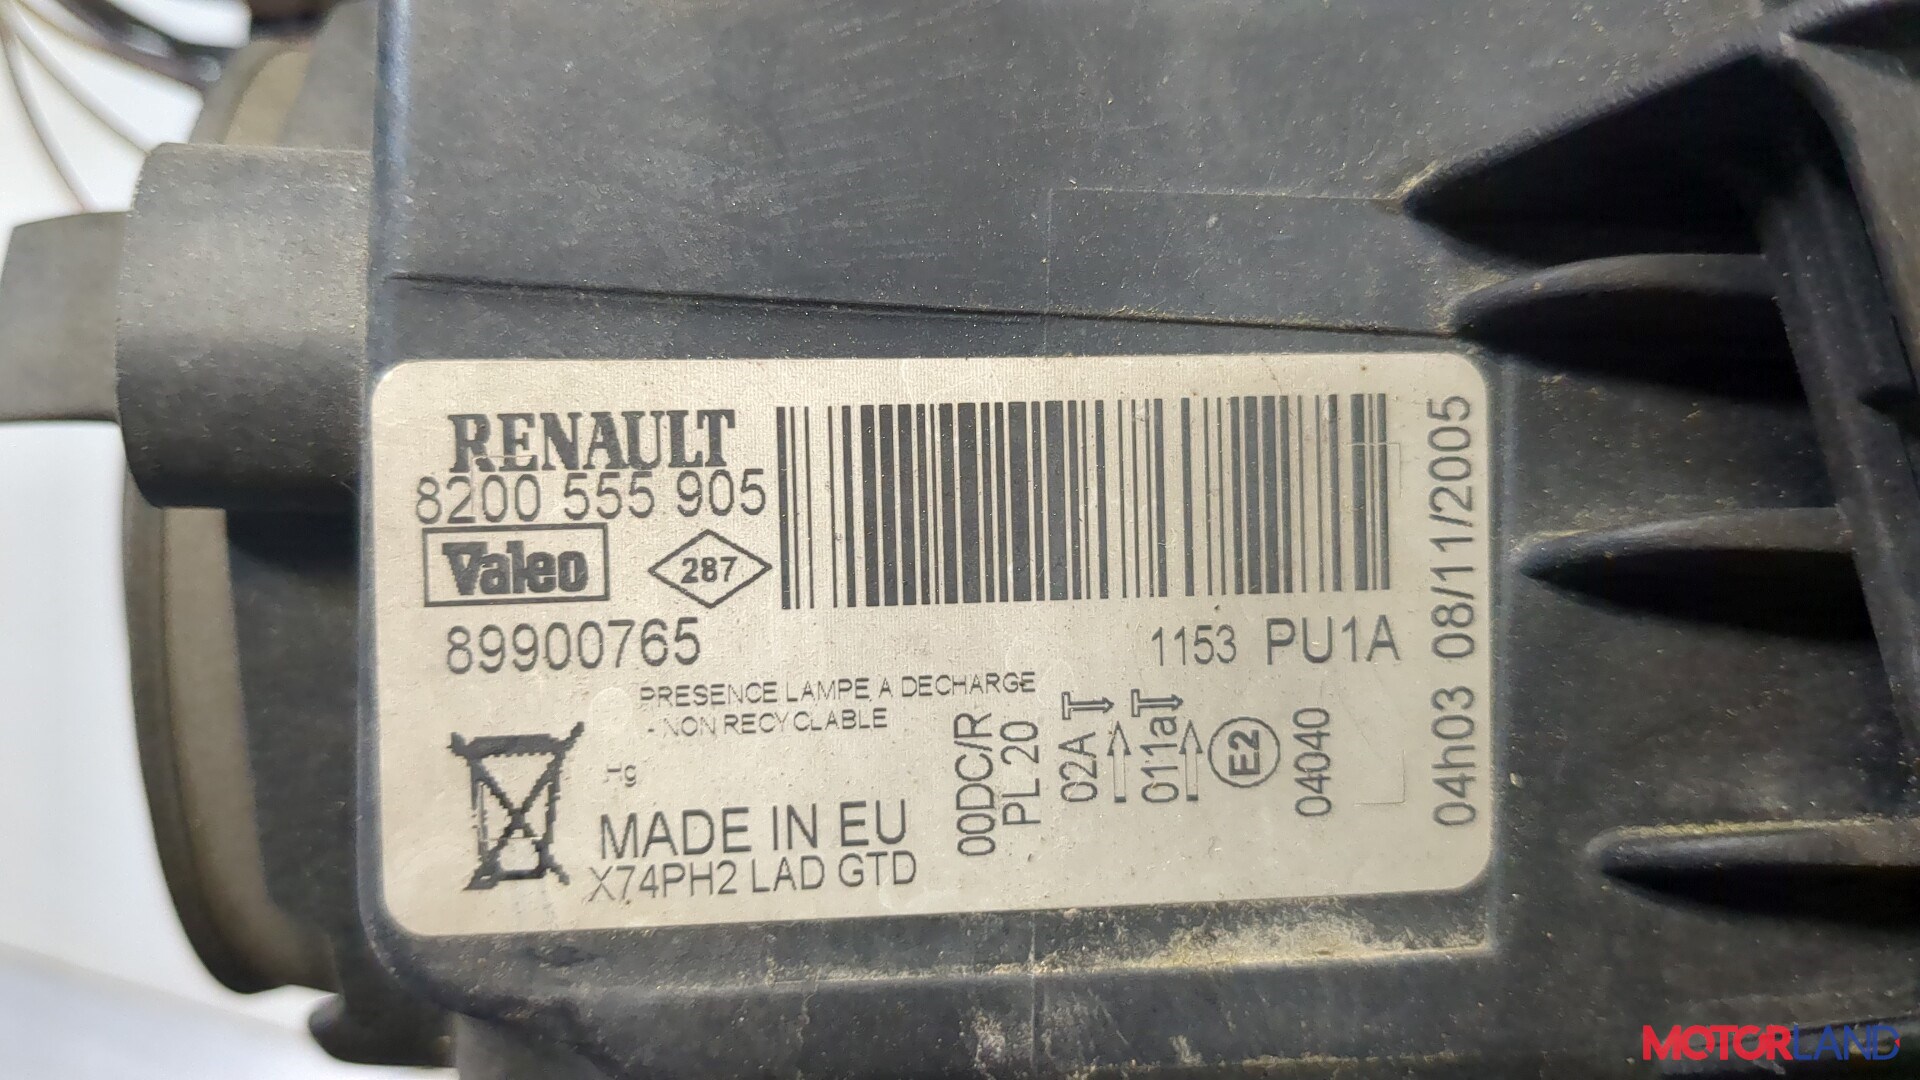 RENAULT
8200 555 905
Valeo
287
89900765
1153 PU1A
PRESENCE LAMPE A DECHARGE
- NON RECYCLABLE
Hg
MADE IN EU
X74PH2 LAD GTD
00DC/R
PL 20
02A
011a
E2
04040
04h03 08/11/2005
MOTORLAND